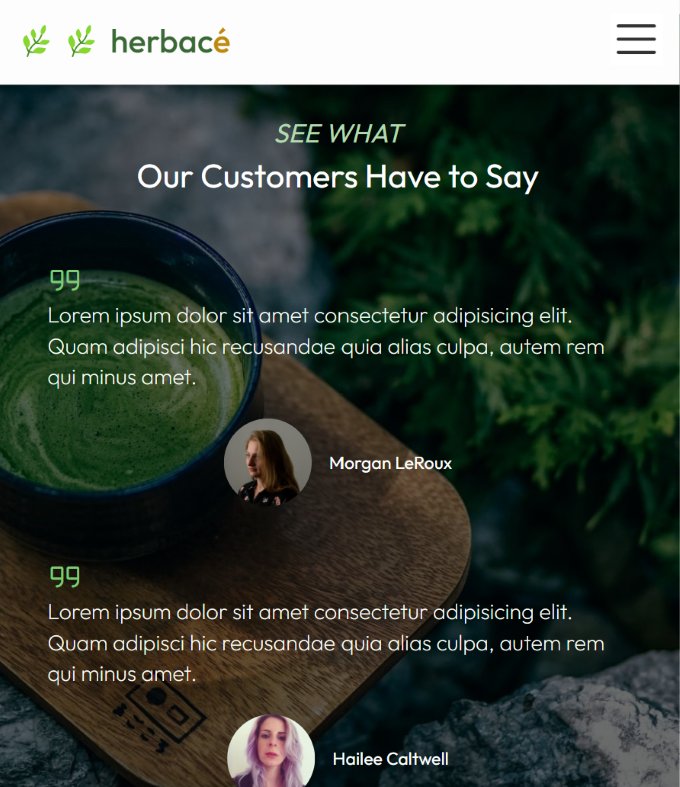 herbacé
SEE WHAT
Our Customers Have to Say
Lorem ipsum dolor sit amet consectetur adipisicing elit.
Quam adipisci hic recusandae quia alias culpa, autem rem
qui minus amet.
Morgan LeRoux
Lorem ipsum dolor sit amet consectetur adipisicing elit.
Quam adipisci hic recusandae quia alias culpa, autem rem
qui minus amet.
Hailee Caltwell